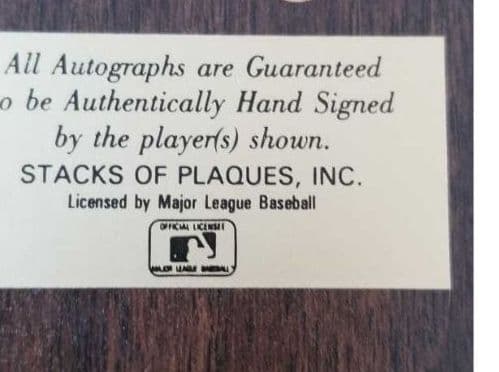 All Autographs are Guaranteed
o be Authentically Hand Signed
by the player(s) shown.
STACKS OF PLAQUES, INC.
Licensed by Major League Baseball
OFFICIAL LICENSEE
MAJOR LEAGUE BASEBALL